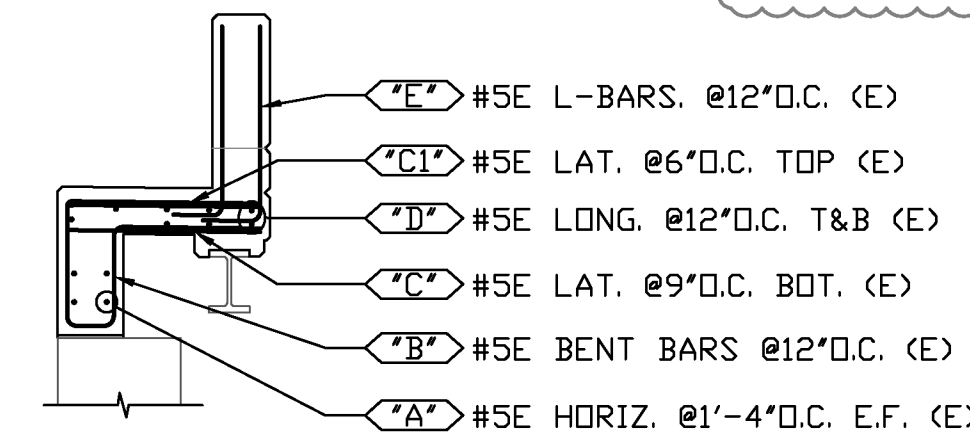 "E" #5E L-BARS. @12"O.C. (E)
"C1" #5E LAT. @6"O.C. TOP (E)
"D" #5E LONG. @12"O.C. T&B (E)
"C" #5E LAT. @9"O.C. BOT. (E)
"B" #5E BENT BARS @12"O.C. (E)
"A" #5E HORIZ. @1'-4"O.C. E.F. (E)